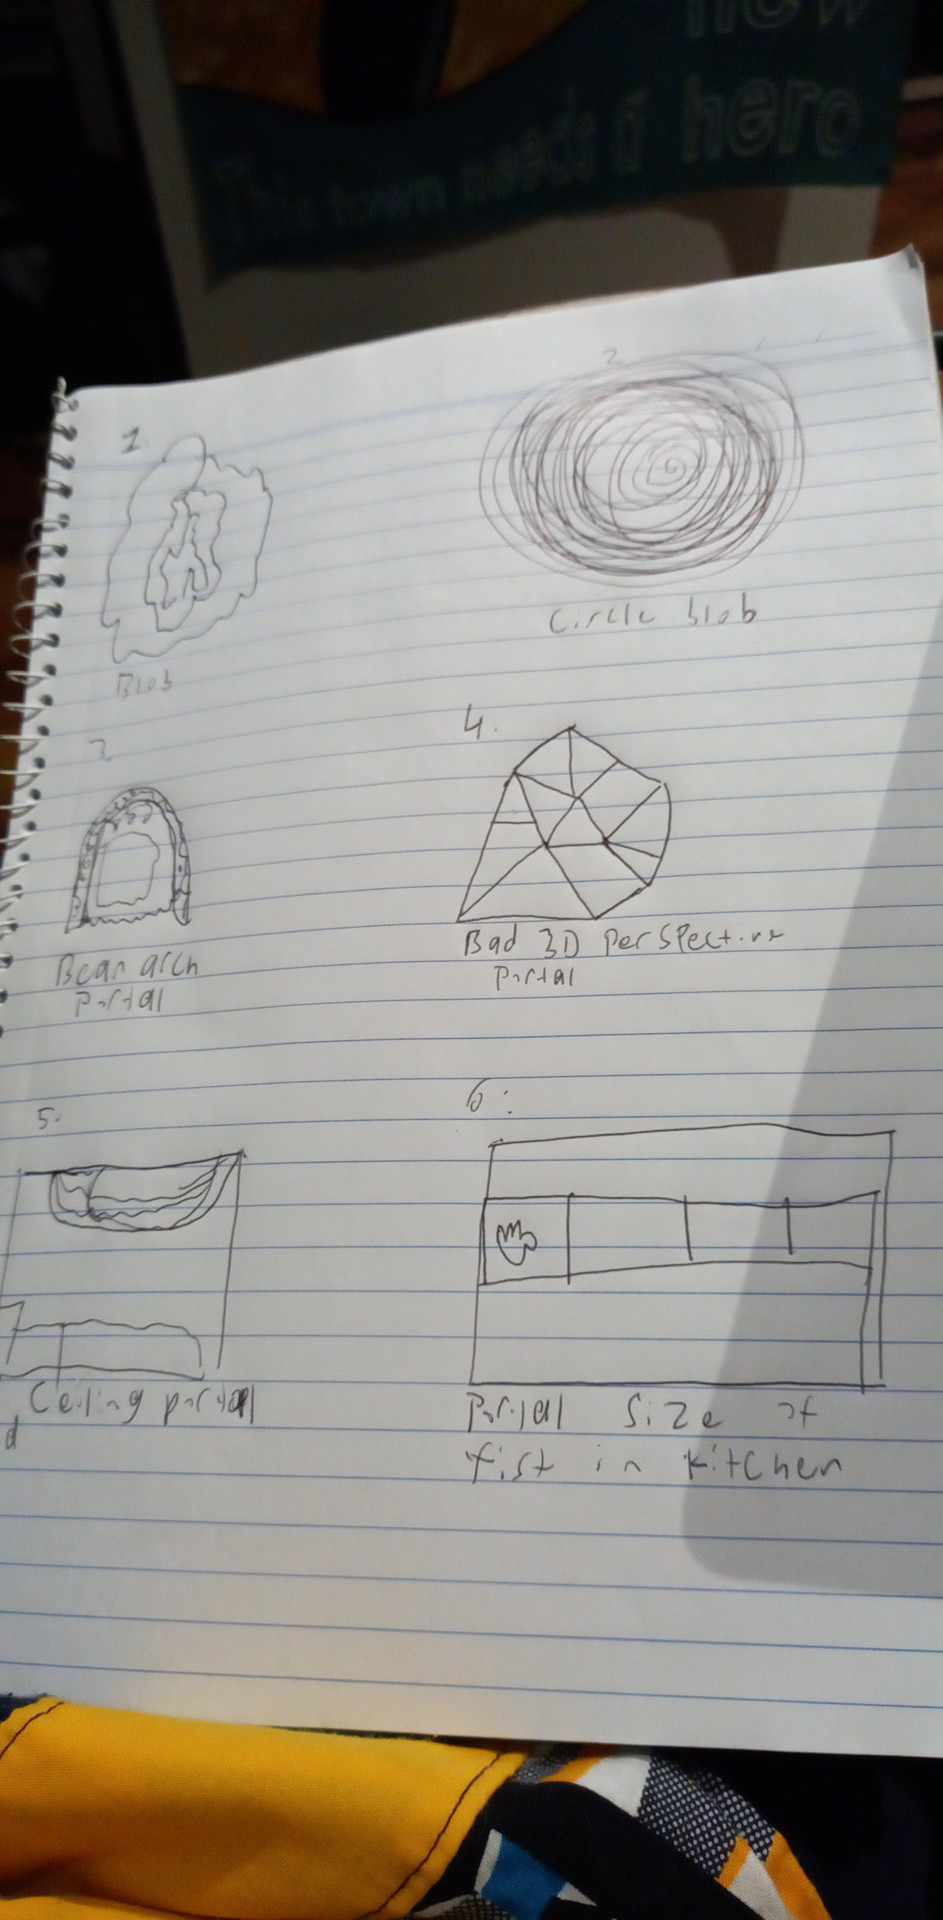 now
This town needs a hero
1.
2
Blob
Circle blob
3
4.
Bean arch
Portal
Bad 3D Perspective
Portal
5.
6:
Ceiling portal
d
Portal Size of
fist in kitchen